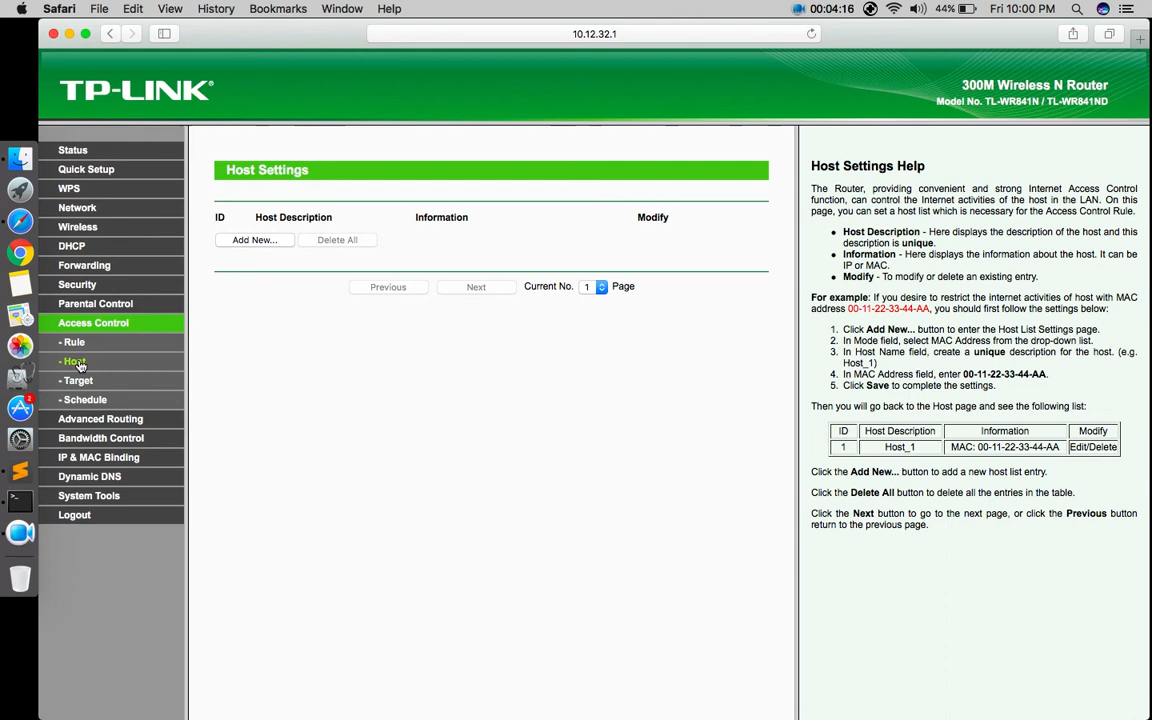 Safari File Edit View History Bookmarks Window Help 00:04:16 44% Fri 10:00 PM
10.12.32.1
TP-LINK®
300M Wireless N Router
Model No. TL-WR841N / TL-WR841ND
Status
Quick Setup
WPS
Network
Wireless
DHCP
Forwarding
Security
Parental Control
Access Control
- Rule
- Host
- Target
- Schedule
Advanced Routing
Bandwidth Control
IP & MAC Binding
Dynamic DNS
System Tools
Logout
2
Host Settings
ID Host Description Information Modify
Add New... Delete All
Previous Next Current No. 1 Page
Host Settings Help
The Router, providing convenient and strong Internet Access Control
function, can control the Internet activities of the host in the LAN. On this
page, you can set a host list which is necessary for the Access Control Rule.
● Host Description - Here displays the description of the host and this
description is unique.
● Information - Here displays the information about the host. It can be
IP or MAC.
● Modify - To modify or delete an existing entry.
For example: If you desire to restrict the internet activities of host with MAC
address 00-11-22-33-44-AA, you should first follow the settings below:
1. Click Add New... button to enter the Host List Settings page.
2. In Mode field, select MAC Address from the drop-down list.
3. In Host Name field, create a unique description for the host. (e.g.
Host_1)
4. In MAC Address field, enter 00-11-22-33-44-AA.
5. Click Save to complete the settings.
Then you will go back to the Host page and see the following list:
ID Host Description Information Modify
1 Host_1 MAC: 00-11-22-33-44-AA Edit/Delete
Click the Add New... button to add a new host list entry.
Click the Delete All button to delete all the entries in the table.
Click the Next button to go to the next page, or click the Previous button
return to the previous page.